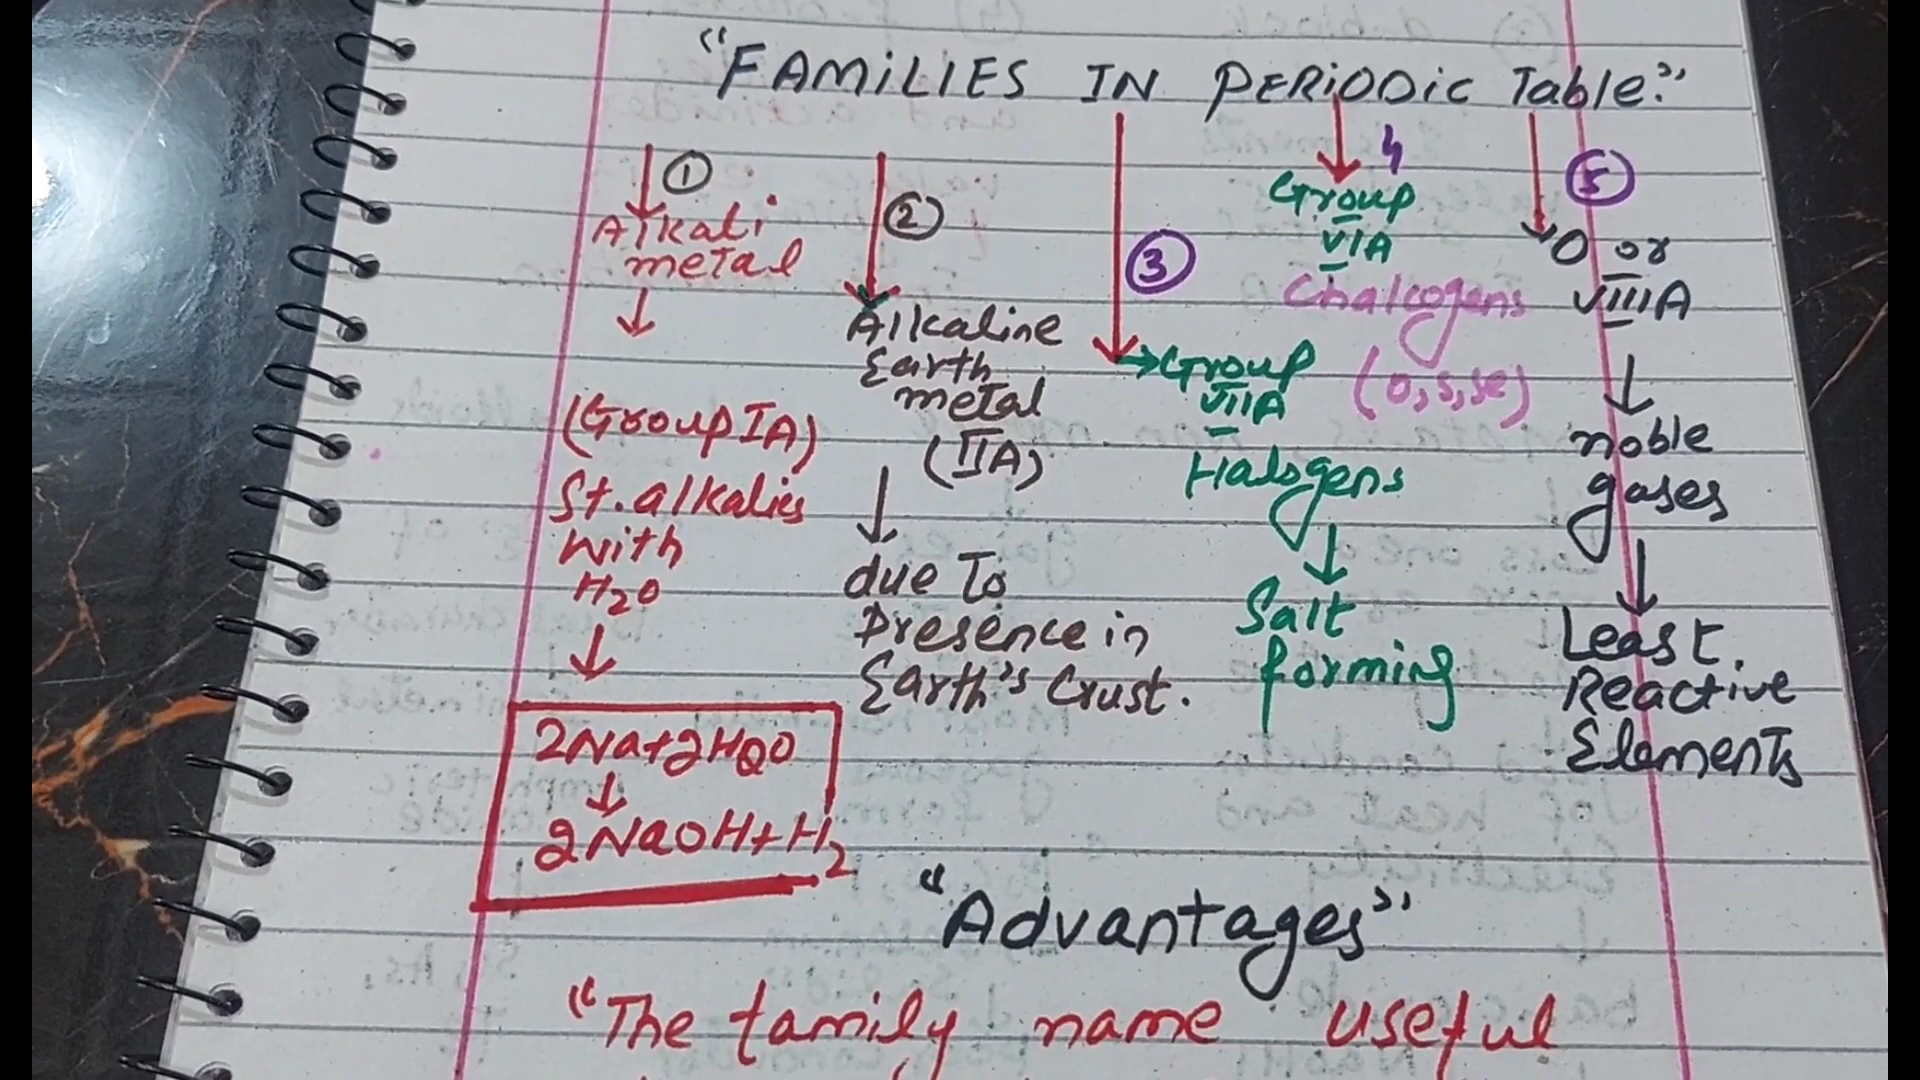 "FAMILIES IN PERIODIC Table"
1
Alkali
metal
(Group IA)
St. alkalies
with
H2O
2Na+2H2O
2NaOH+H2
2
Alkaline
Earth
metal
(IIA)
due To
Presence in
Earth's Crust.
3
Group
VIIA
Halogens
Salt
forming
4
Group
VIA
Chalcogens
(O,S,Se)
5
O or
VIIIA
noble
gases
Least
Reactive
Elements
"Advantages"
"The family name useful